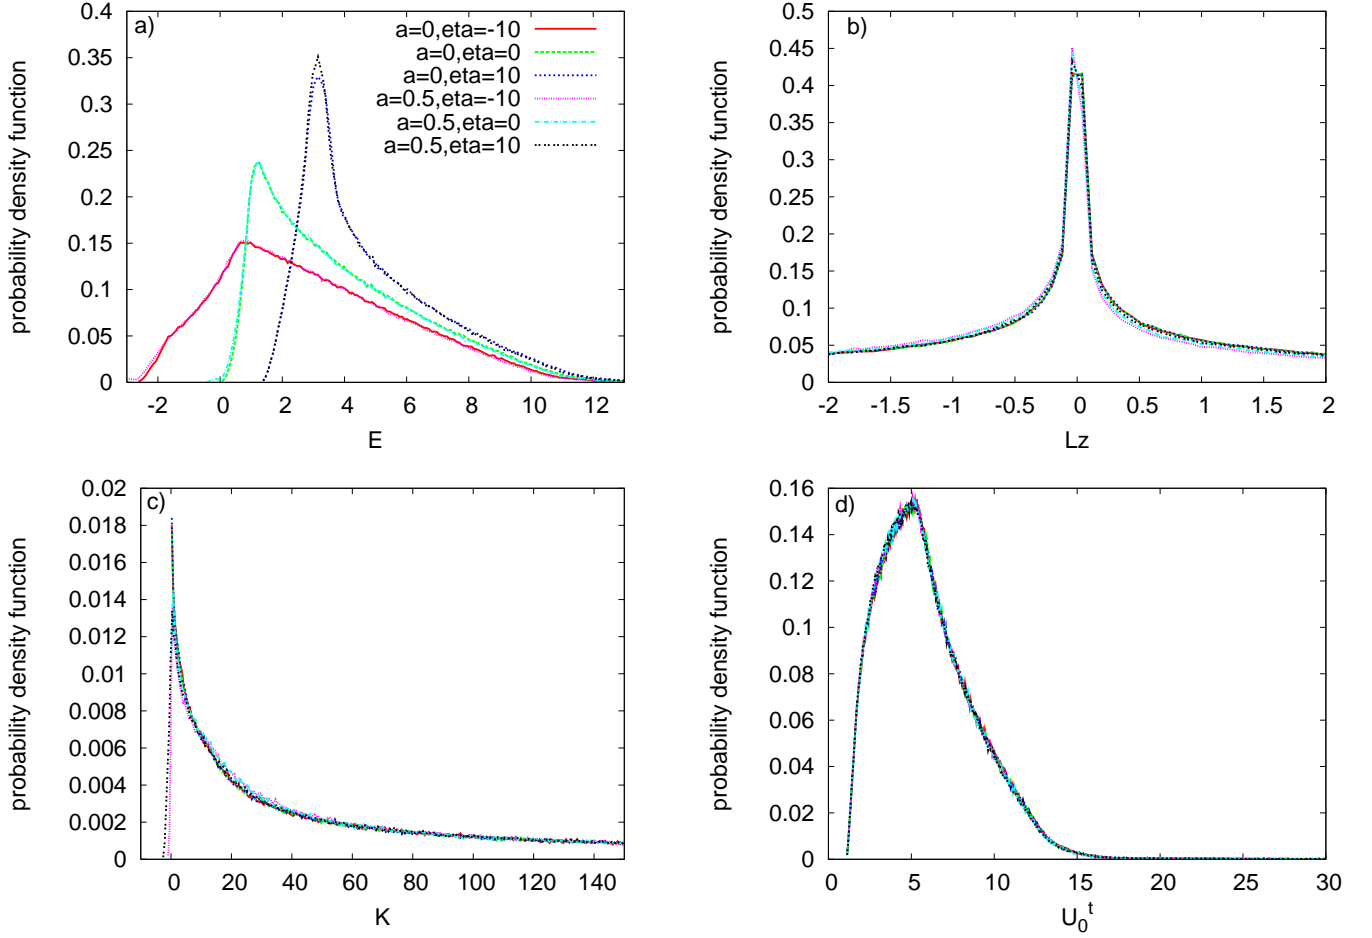 a)
a=0,eta=-10
a=0,eta=0
a=0,eta=10
a=0.5,eta=-10
a=0.5,eta=0
a=0.5,eta=10
probability density function
0.4
0.35
0.3
0.25
0.2
0.15
0.1
0.05
0
-2 0 2 4 6 8 10 12
E
b)
probability density function
0.5
0.45
0.4
0.35
0.3
0.25
0.2
0.15
0.1
0.05
0
-2 -1.5 -1 -0.5 0 0.5 1 1.5 2
Lz
c)
probability density function
0.02
0.018
0.016
0.014
0.012
0.01
0.008
0.006
0.004
0.002
0
0 20 40 60 80 100 120 140
K
d)
probability density function
0.16
0.14
0.12
0.1
0.08
0.06
0.04
0.02
0
0 5 10 15 20 25 30
U₀ᵗ